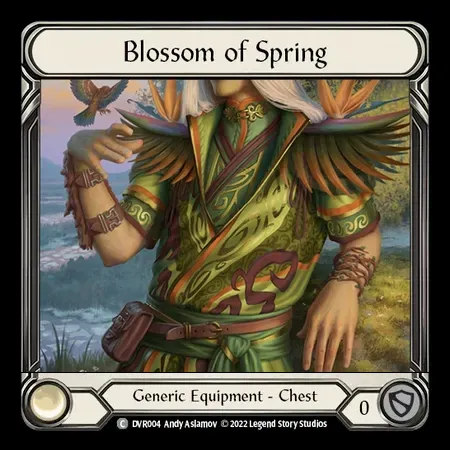 Blossom of Spring
Generic Equipment - Chest
0
C DVR004 Andy Aslamov © 2022 Legend Story Studios